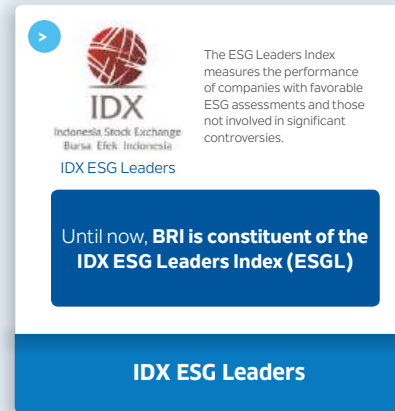 >
IDX
Indonesia Stock Exchange
Bursa Efek Indonesia
IDX ESG Leaders
The ESG Leaders Index
measures the performance
of companies with favorable
ESG assessments and those
not involved in significant
controversies.
Until now, BRI is constituent of the
IDX ESG Leaders Index (ESGL)
IDX ESG Leaders